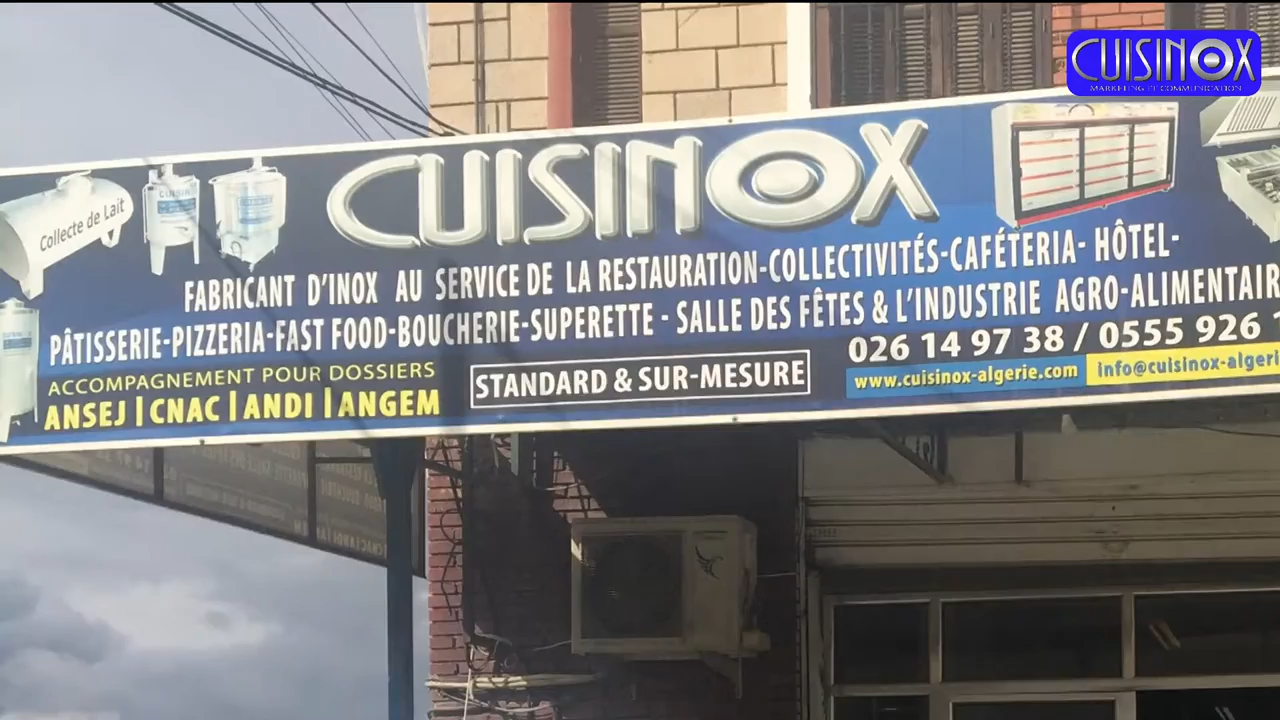 CUISINOX
MARKETING ET COMMUNICATION
CUISINOX
Collecte de Lait
FABRICANT D'INOX AU SERVICE DE LA RESTAURATION-COLLECTIVITÉS-CAFÉTERIA- HÔTEL-
PÂTISSERIE-PIZZERIA-FAST FOOD-BOUCHERIE-SUPERETTE - SALLE DES FÊTES & L'INDUSTRIE AGRO-ALIMENTAIR
ACCOMPAGNEMENT POUR DOSSIERS
ANSEJ | CNAC | ANDI | ANGEM
STANDARD & SUR-MESURE
026 14 97 38 / 0555 926 1
www.cuisinox-algerie.com
info@cuisinox-algeri